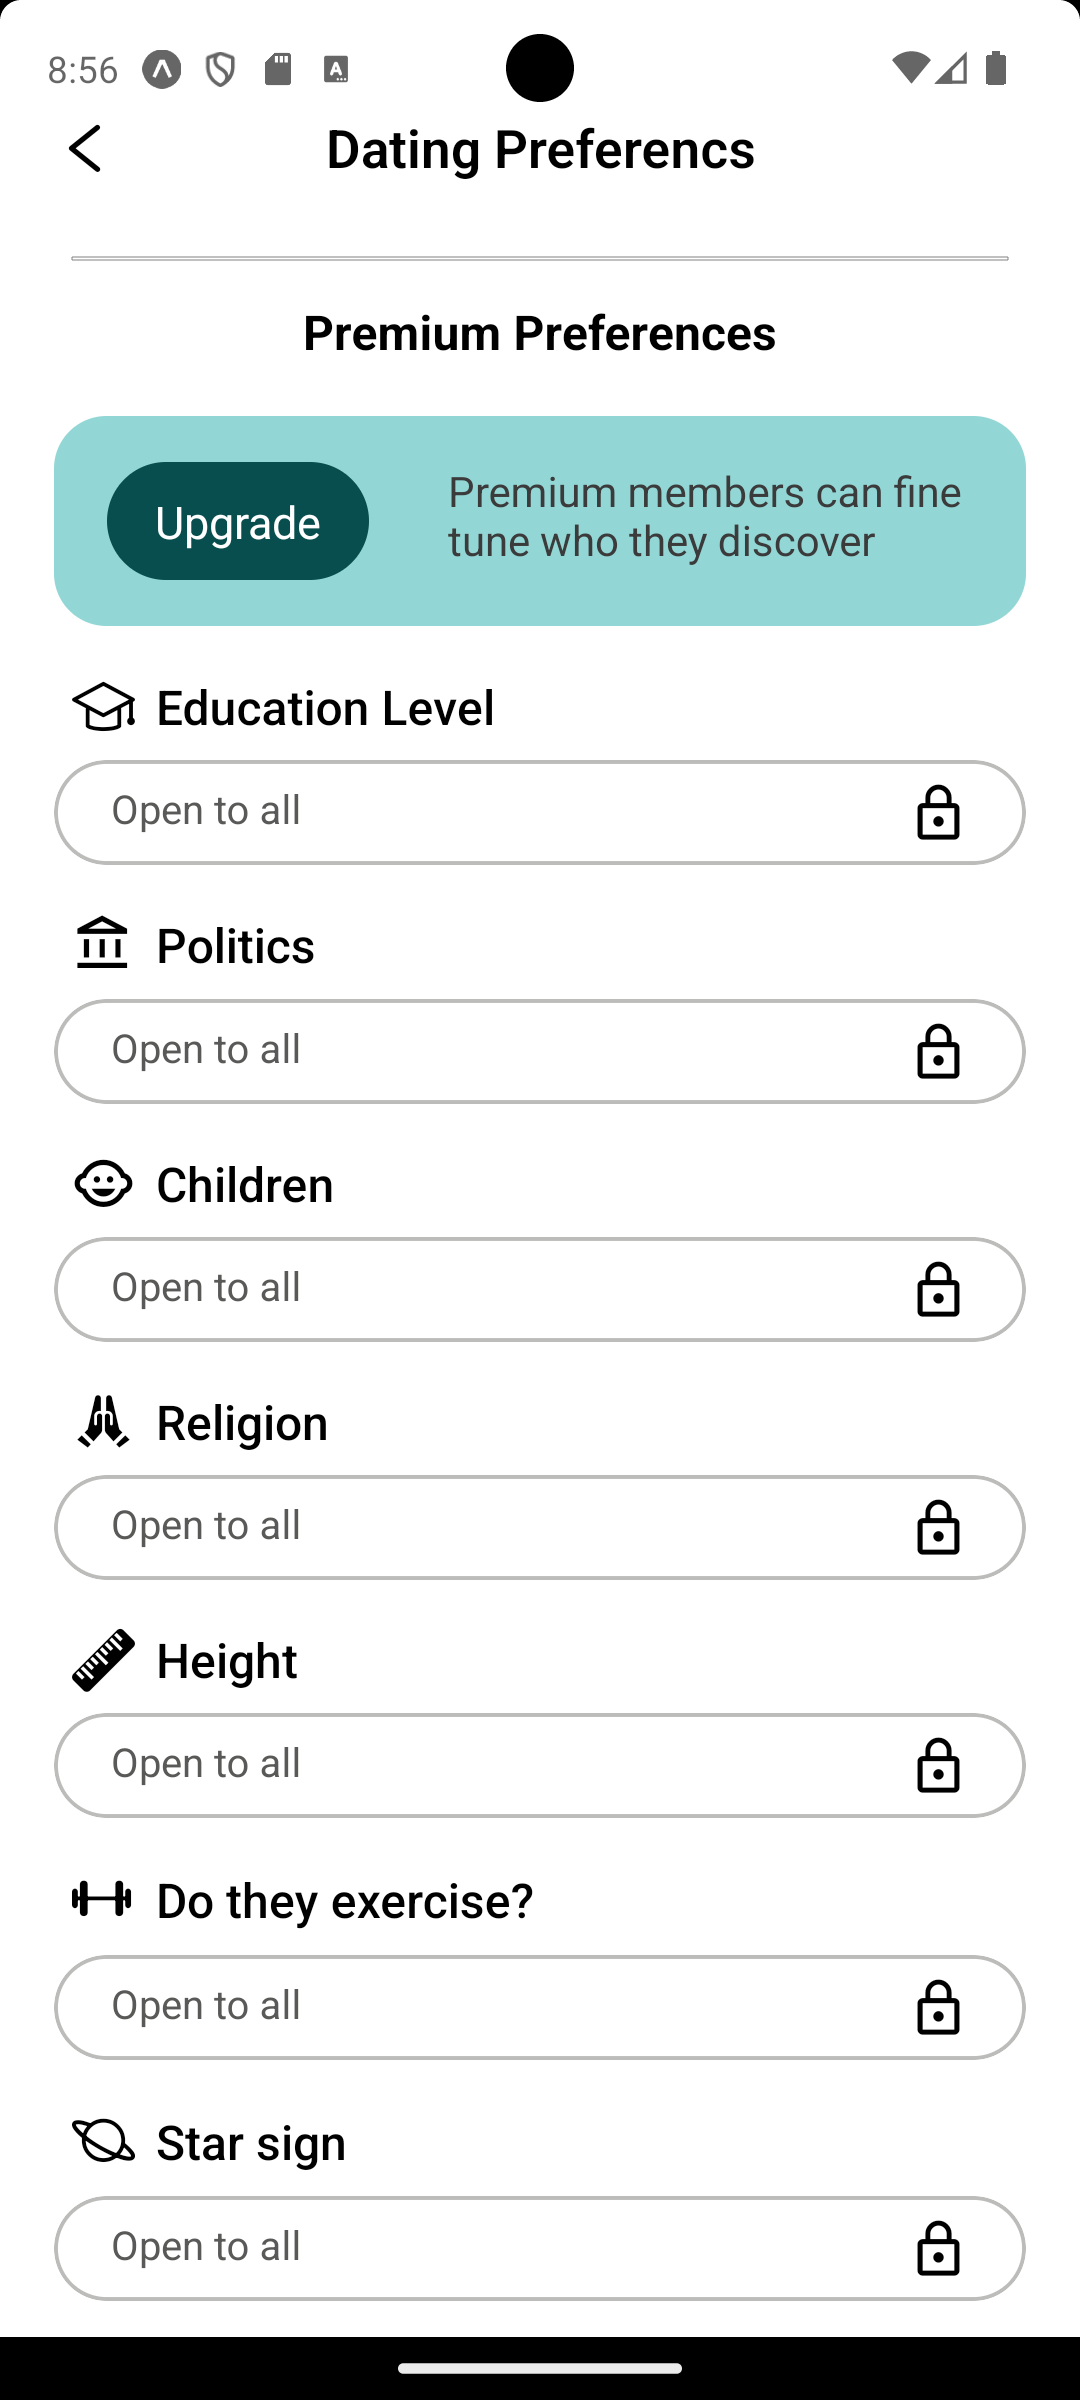 8:56
Dating Preferencs
Premium Preferences
Upgrade
Premium members can fine
tune who they discover
Education Level
Open to all
Politics
Open to all
Children
Open to all
Religion
Open to all
Height
Open to all
Do they exercise?
Open to all
Star sign
Open to all